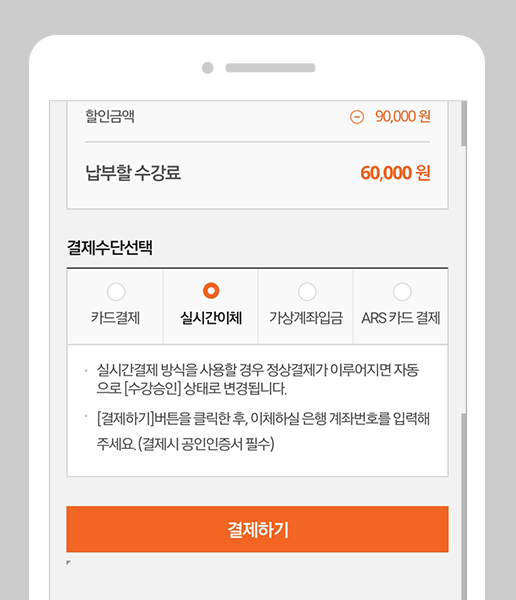 할인금액 90,000 원
납부할 수강료 60,000 원
결제수단선택
카드결제 실시간이체 가상계좌입금 ARS 카드 결제
실시간결제 방식을 사용할 경우 정상결제가 이루어지면 자동
으로 [수강승인] 상태로 변경됩니다.
[결제하기]버튼을 클릭한 후, 이체하실 은행 계좌번호를 입력해
주세요. (결제시 공인인증서 필수)
결제하기